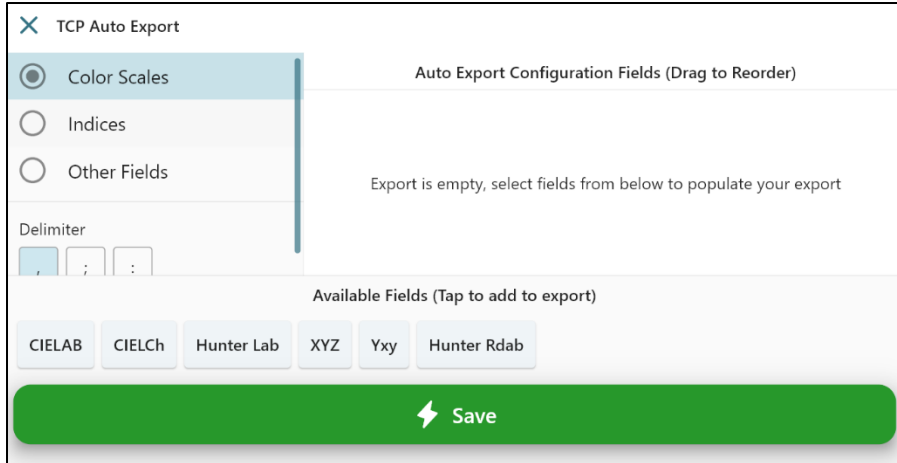 TCP Auto Export
Color Scales
Indices
Other Fields
Delimiter
, ; :
Auto Export Configuration Fields (Drag to Reorder)
Export is empty, select fields from below to populate your export
Available Fields (Tap to add to export)
CIELAB CIELCh Hunter Lab XYZ Yxy Hunter Rdab
Save